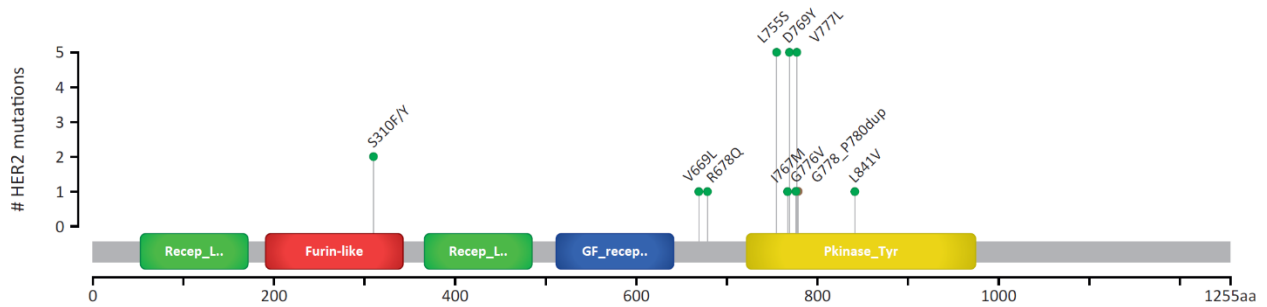 # HER2 mutations
5
4
3
2
1
0
L755S
D769Y
V777L
S310F/Y
V669L
R678Q
I767M
G776V
G778_P780dup
L841V
Recep_L..
Furin-like
Recep_L..
GF_recep..
Pkinase_Tyr
0
200
400
600
800
1000
1255aa